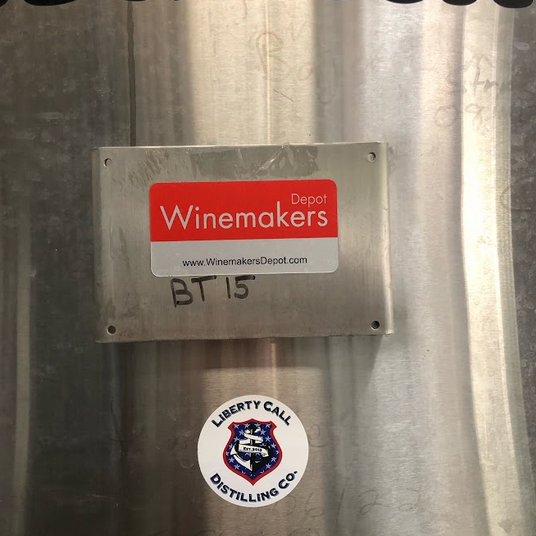 Depot
Winemakers
www.WinemakersDepot.com
BT 15
LIBERTY CALL
DISTILLING CO.